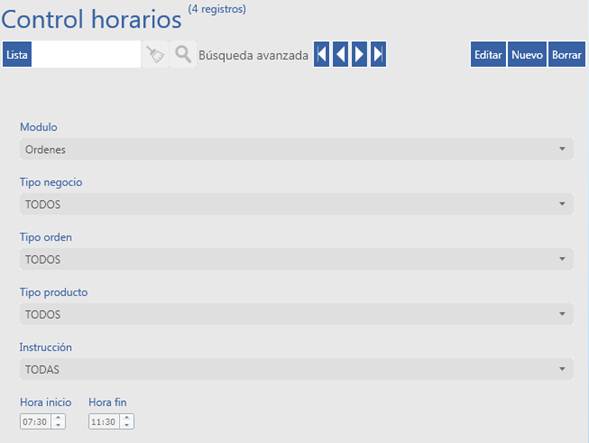 Control horarios (4 registros)
Lista Búsqueda avanzada Editar Nuevo Borrar
Modulo
Ordenes
Tipo negocio
TODOS
Tipo orden
TODOS
Tipo producto
TODOS
Instrucción
TODAS
Hora inicio Hora fin
07:30 11:30